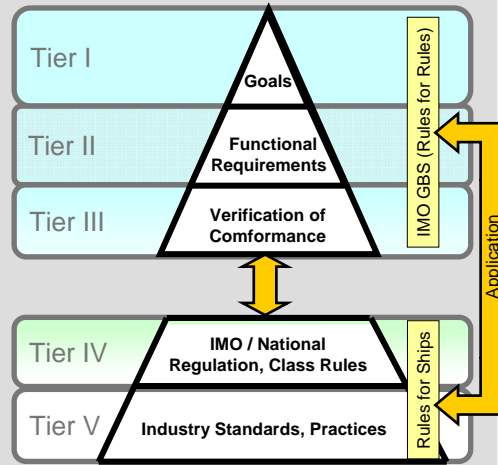 Tier I
Goals
Tier II
Functional
Requirements
Tier III
Verification of
Comformance
IMO GBS (Rules for Rules)
Application
Tier IV
IMO / National
Regulation, Class Rules
Tier V
Industry Standards, Practices
Rules for Ships